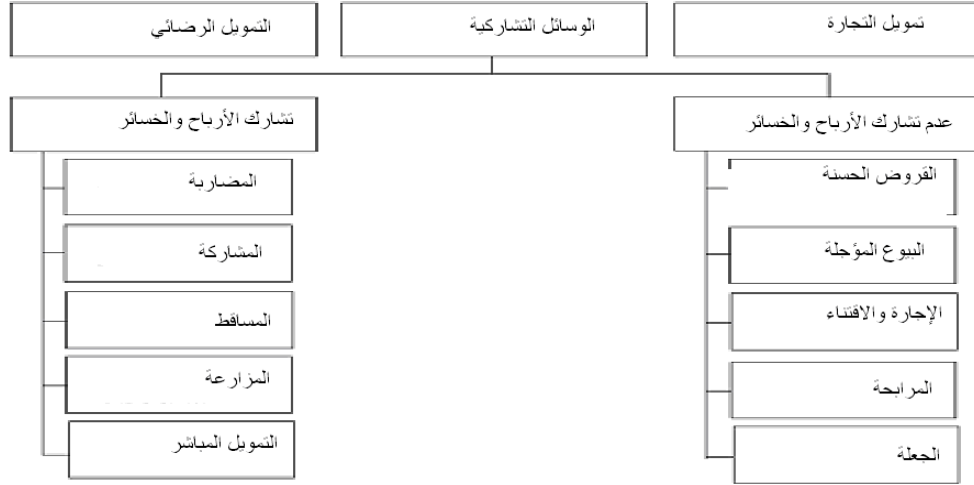 تمويل التجارة
الوسائل التشاركية
التمويل الرضائي
عدم تشارك الأرباح والخسائر
القروض الحسنة
البيوع المؤجلة
الإجارة والاقتناء
المرابحة
الجعلة
تشارك الأرباح والخسائر
المضاربة
المشاركة
المساقط
المزارعة
التمويل المباشر